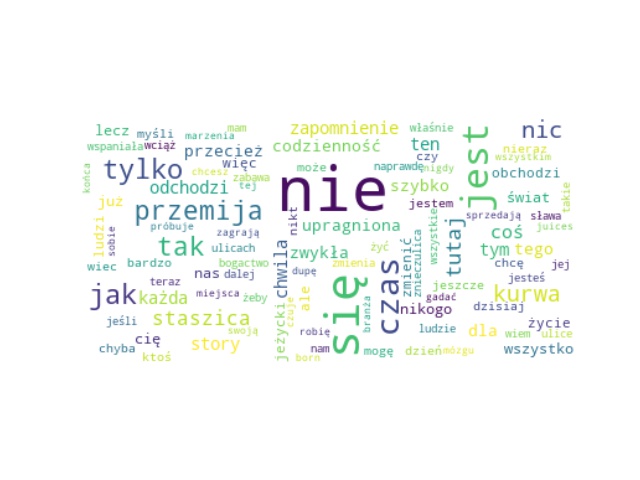 lecz
myśli
marzenia
mam
zapomnienie
właśnie
nic
wspaniała
wciąż
przecież
codzienność
ten
czy
jest
nieraz
wszystkim
końca
tylko
więc
zabawa
chcesz
tej
może
nie
naprawdę
nigdy
szybko
obchodzi
odchodzi
już
przemija
jestem
świat
takie
ludzi
sobie
próbuje
zagrają
nikt
upragniona
wszystkie
sprzedają
sława
juices
tak
ulicach
chwila
zwykła
żyć
zmienić
znieczulica
tutaj
coś
tym
tego
wiec
bardzo
bogactwo
nas
dalej
dupę
zmienia
czas
chcę
jej
jesteś
teraz
jeszcze
jak
każda
miejsca
żeby
czuje
ale
się
branża
gadać
nikogo
kurwa
dzisiaj
jeśli
staszica
swoją
jeżycki
robię
ludzie
dla
życie
wiem
ulice
cię
chyba
ktoś
story
born
nam
mogę
dzień
mózgu
wszystko